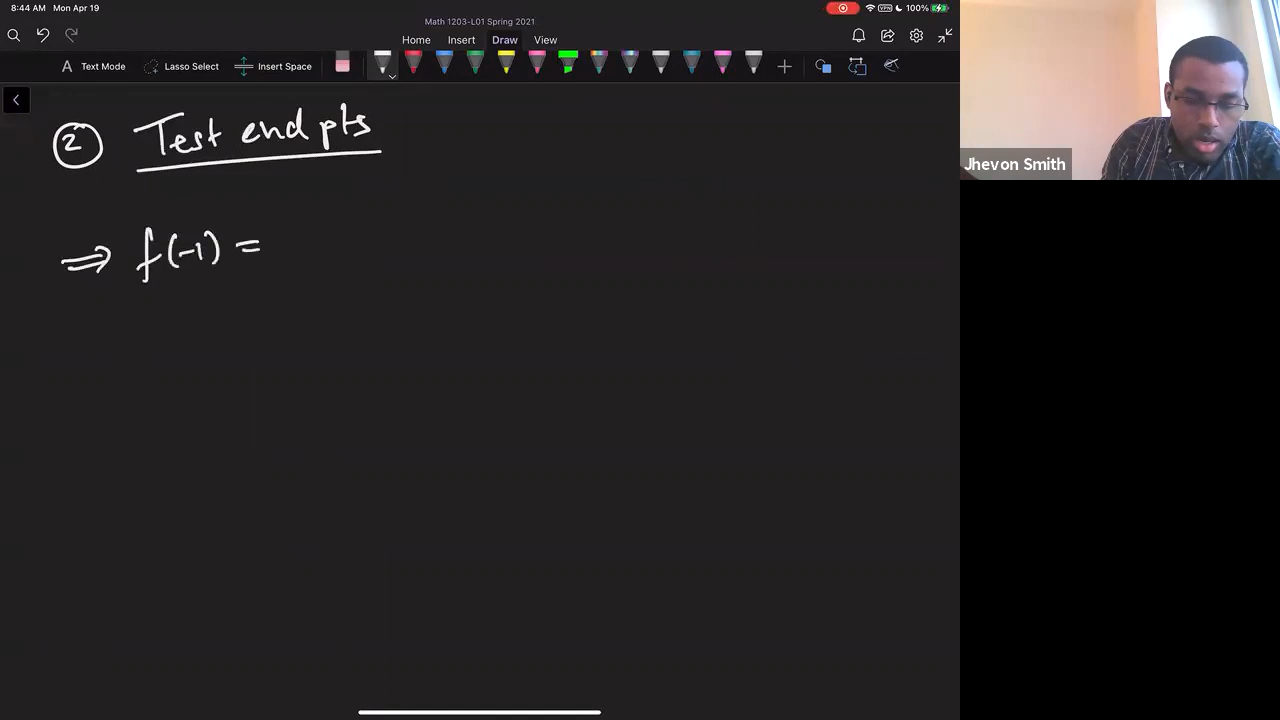 8:44 AM Mon Apr 19
100%
VPN
Math 1203-L01 Spring 2021
Home Insert Draw View
A Text Mode Lasso Select Insert Space
② Test end pts
⇒ f(-1) =
Jhevon Smith